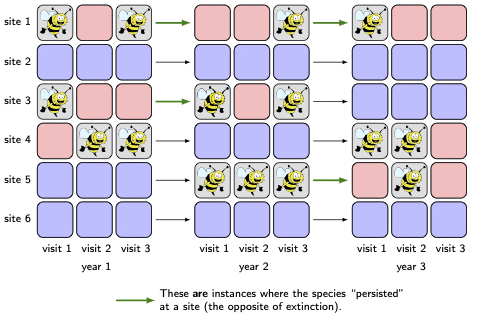 site 1
site 2
site 3
site 4
site 5
site 6
visit 1 visit 2 visit 3 visit 1 visit 2 visit 3 visit 1 visit 2 visit 3
year 1 year 2 year 3
These are instances where the species “persisted”
at a site (the opposite of extinction).